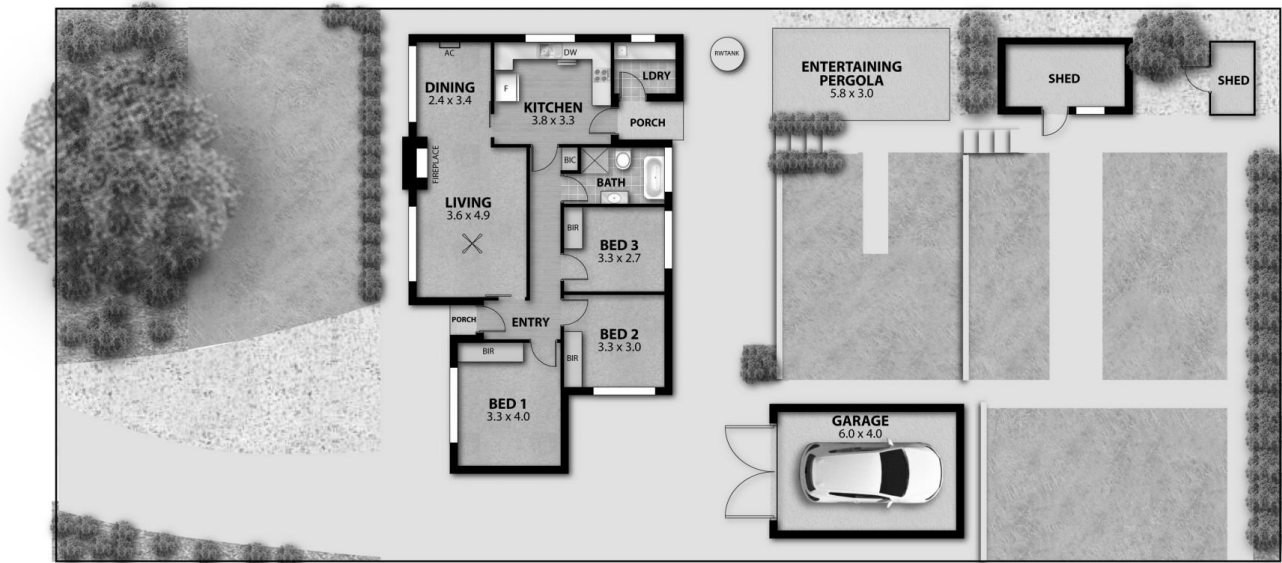 AC
DW
RWTANK
DINING
2.4 x 3.4
F
KITCHEN
3.8 x 3.3
LDRY
PORCH
ENTERTAINING
PERGOLA
5.8 x 3.0
SHED
SHED
FIREPLACE
BIC
BATH
LIVING
3.6 x 4.9
BIR
BED 3
3.3 x 2.7
PORCH
ENTRY
BED 2
3.3 x 3.0
BIR
BIR
BED 1
3.3 x 4.0
GARAGE
6.0 x 4.0